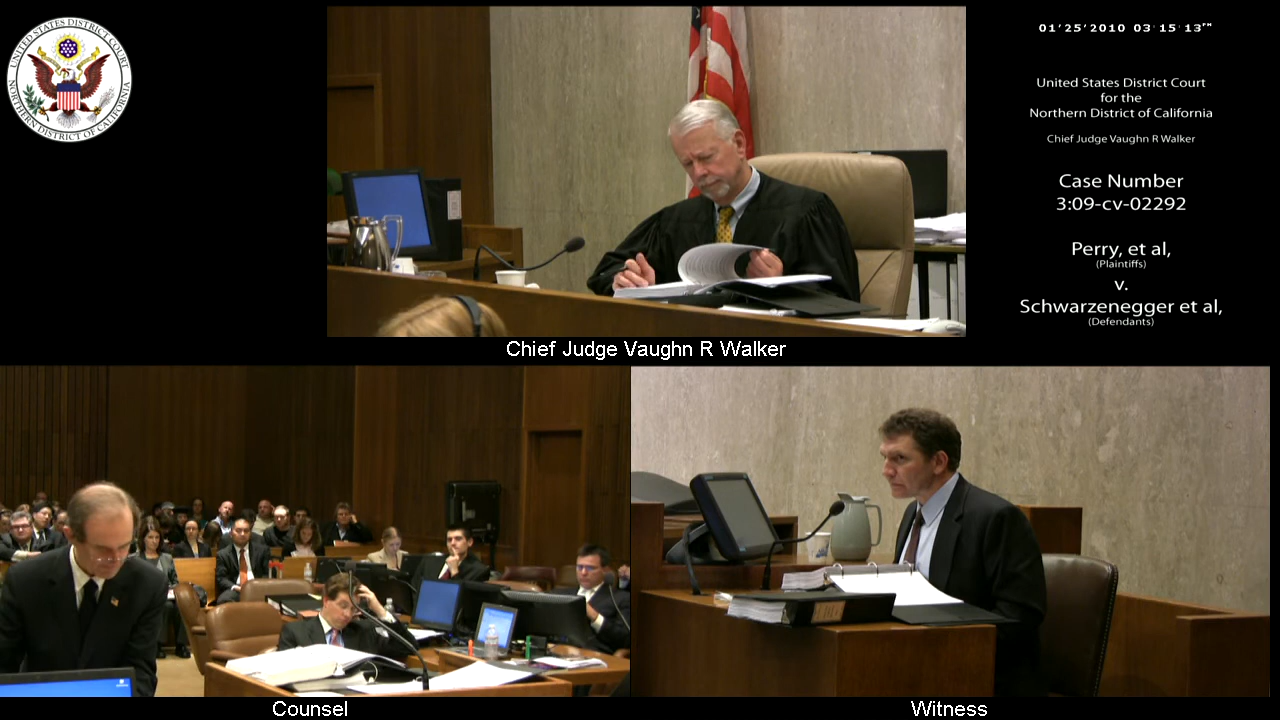 UNITED STATES DISTRICT COURT
NORTHERN DISTRICT OF CALIFORNIA
01'25'2010 03 15 13 PM
United States District Court
for the
Northern District of California
Chief Judge Vaughn R Walker
Case Number
3:09-cv-02292
Perry, et al,
(Plaintiffs)
v.
Schwarzenegger et al,
(Defendants)
Chief Judge Vaughn R Walker
Counsel
Witness